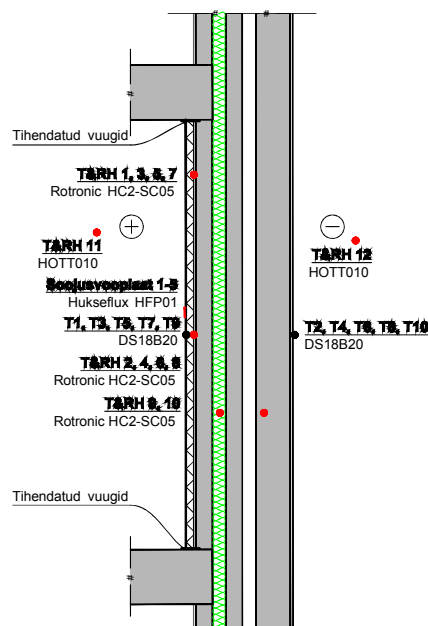 Tihendatud vuugid
T&RH 1, 3, 5, 7
Rotronic HC2-SC05
T&RH 11
HOTT010
T&RH 12
HOTT010
Soojusvooplaat 1-5
Hukseflux HFP01
T1, T3, T5, T7, T9
DS18B20
T2, T4, T6, T8, T10
DS18B20
T&RH 2, 4, 6, 8
Rotronic HC2-SC05
T&RH 9, 10
Rotronic HC2-SC05
Tihendatud vuugid